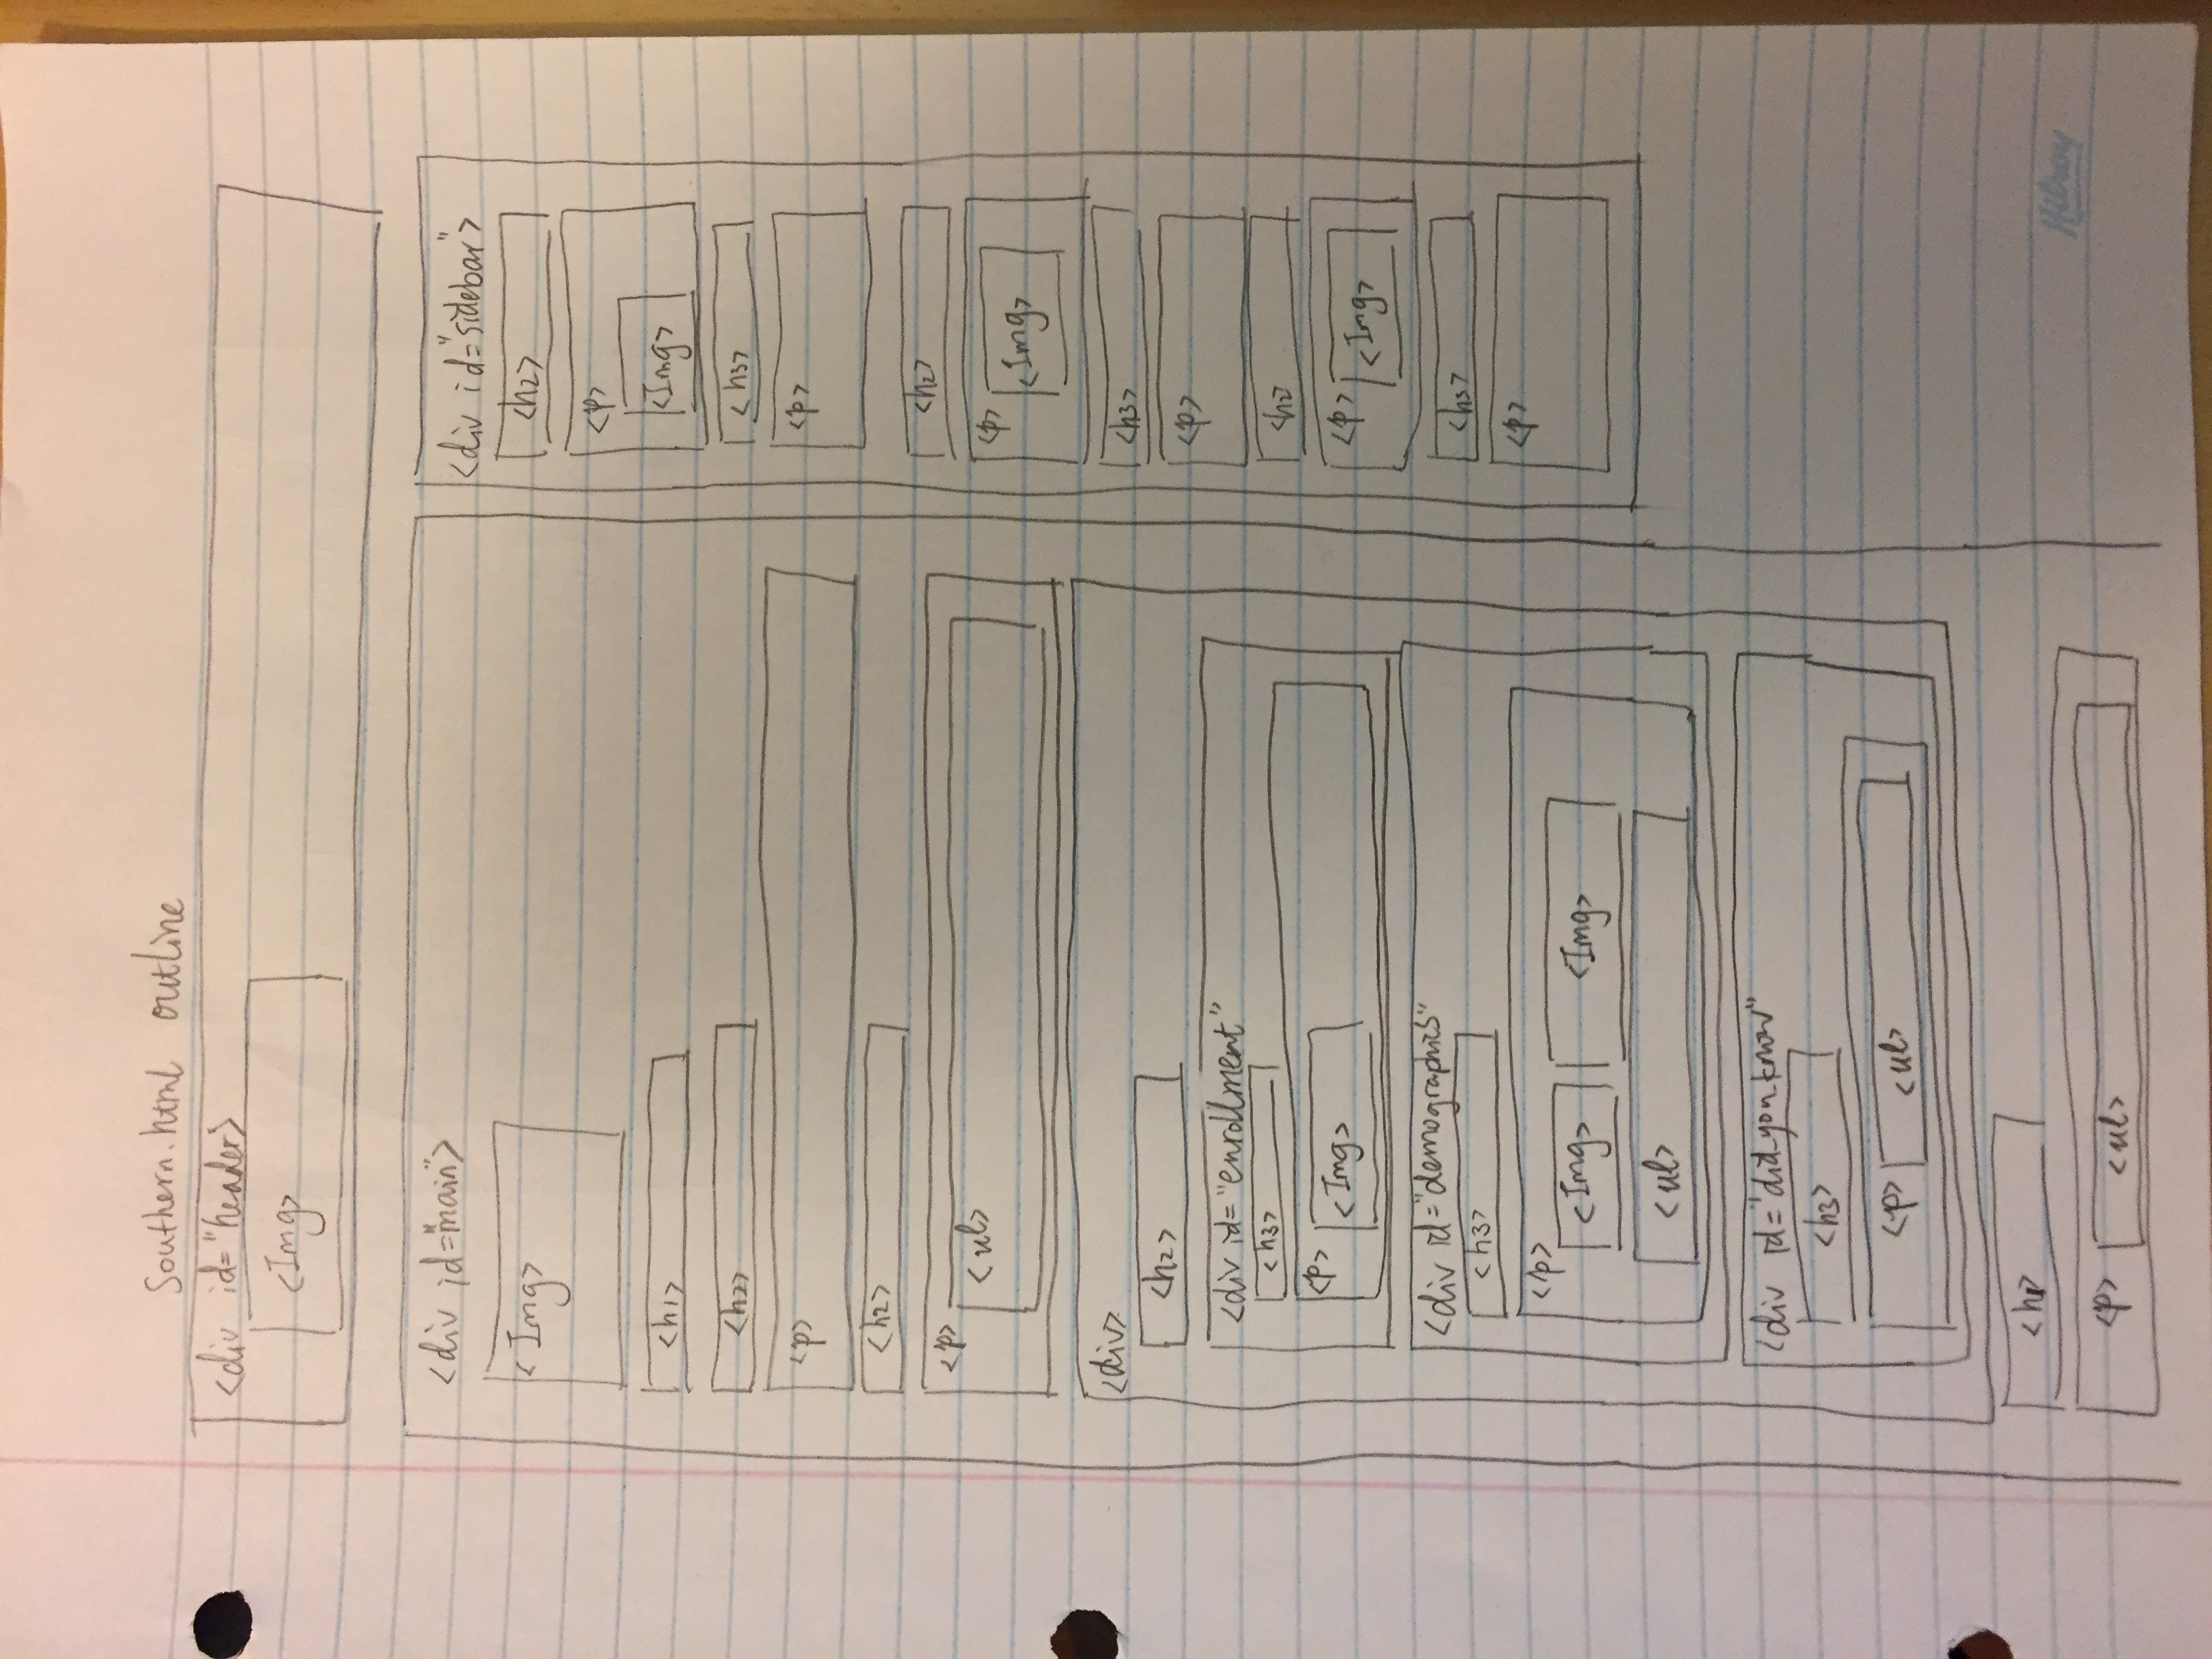 Southern.html outline
<div id="header>
<Img>
<div id="main">
<Img>
<h1>
<h2>
<p>
<h2>
<p>
<ul>
<div>
<h2>
<div id="enrollment"
<h3>
<p> <Img>
<div id="demographics"
<h3>
<p>
<Img> <Img>
<ul>
<div id="did_you_know"
<h3>
<p> <ul>
<p> <ul>
<div id="sidebar">
<h2>
<p>
<Img>
<h3>
<p>
<h2>
<p> <Img>
<h3>
<p>
<h2
<p> <Img>
<h3>
<p>
Hilroy